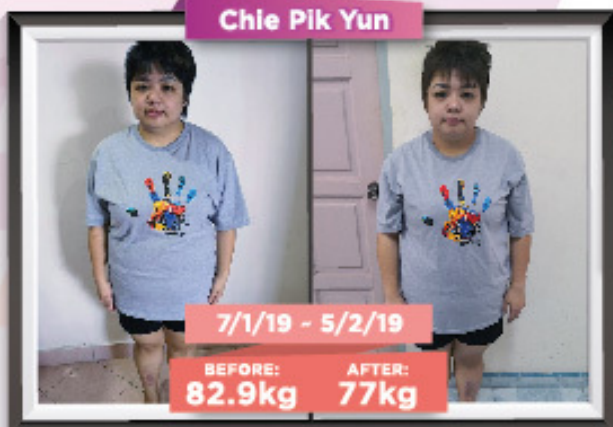 Chie Pik Yun
7/1/19 ~ 5/2/19
BEFORE: AFTER:
82.9kg 77kg